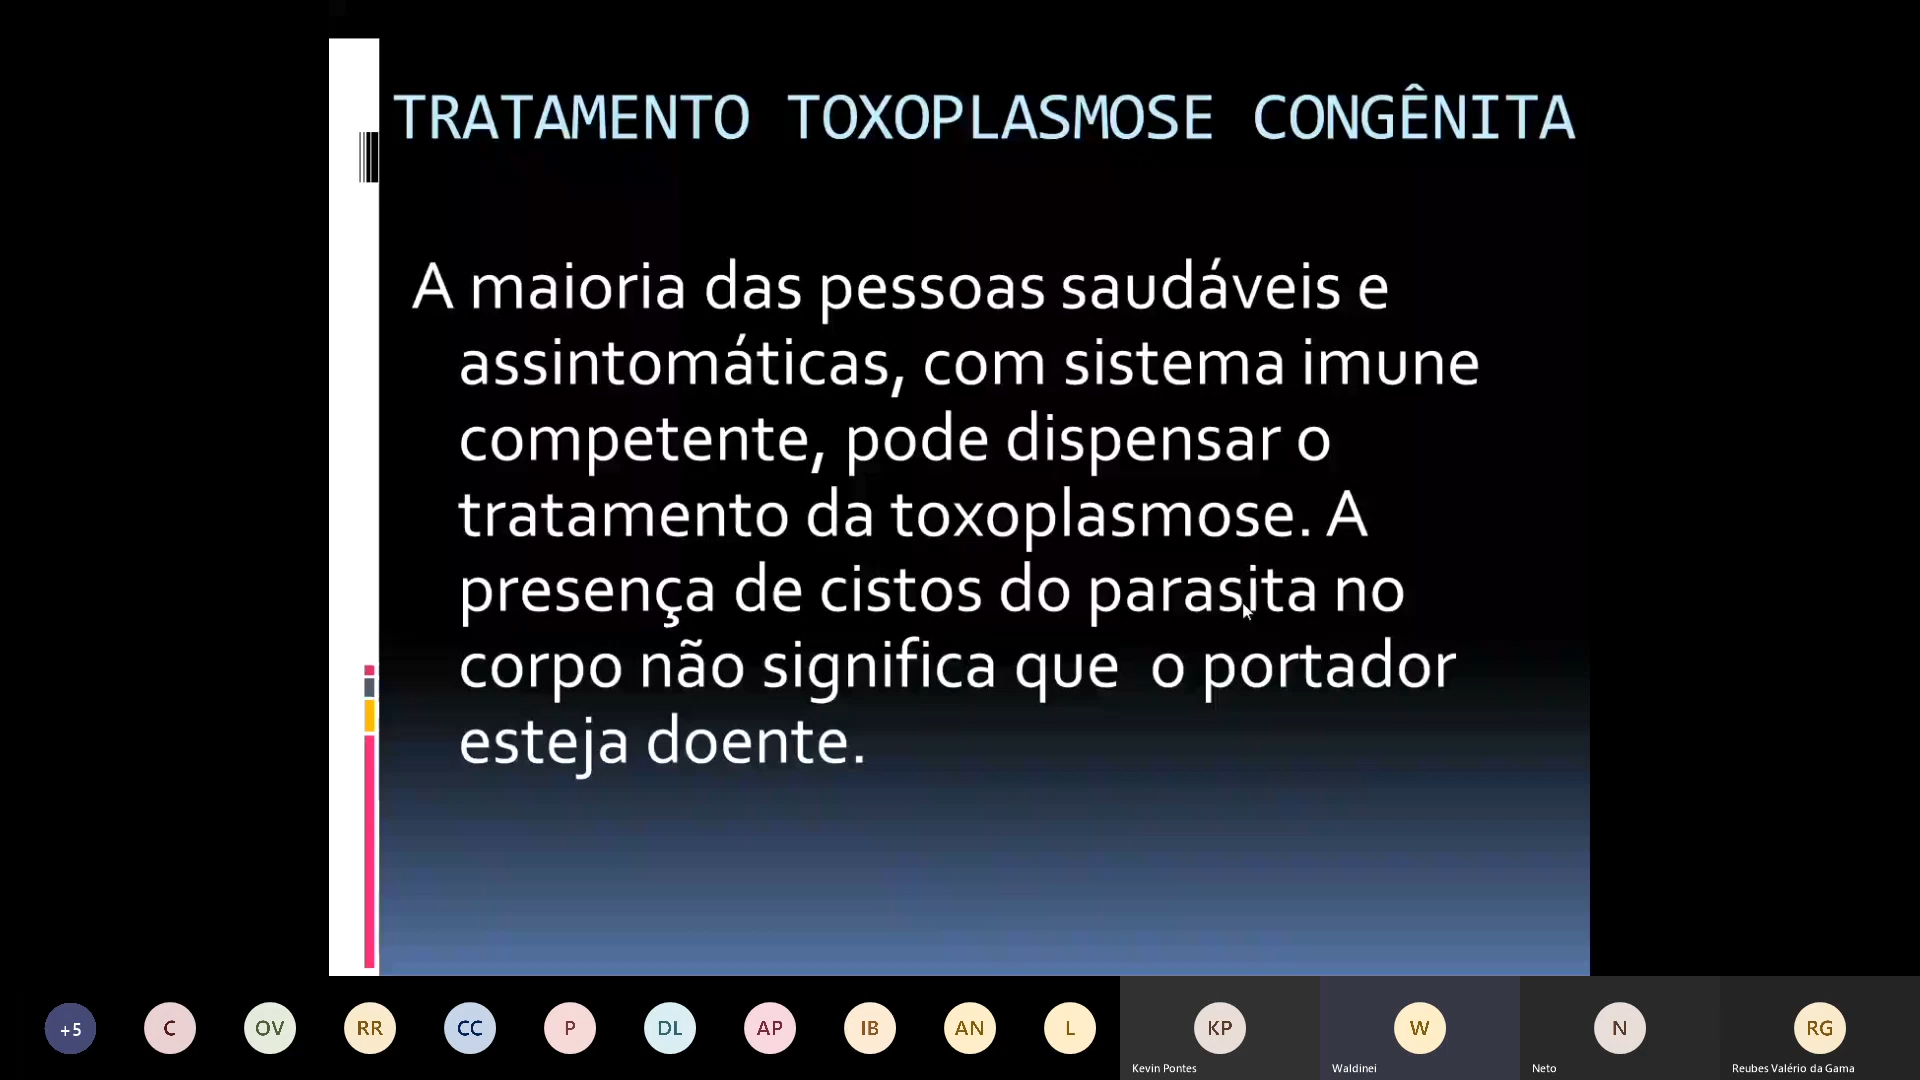 TRATAMENTO TOXOPLASMOSE CONGÊNITA
A maioria das pessoas saudáveis e
assintomáticas, com sistema imune
competente, pode dispensar o
tratamento da toxoplasmose. A
presença de cistos do parasita no
corpo não significa que  o portador
esteja doente.
+5 C OV RR CC P DL AP IB AN L KP W N RG
Kevin Pontes Waldinei Neto Reubes Valério da Gama